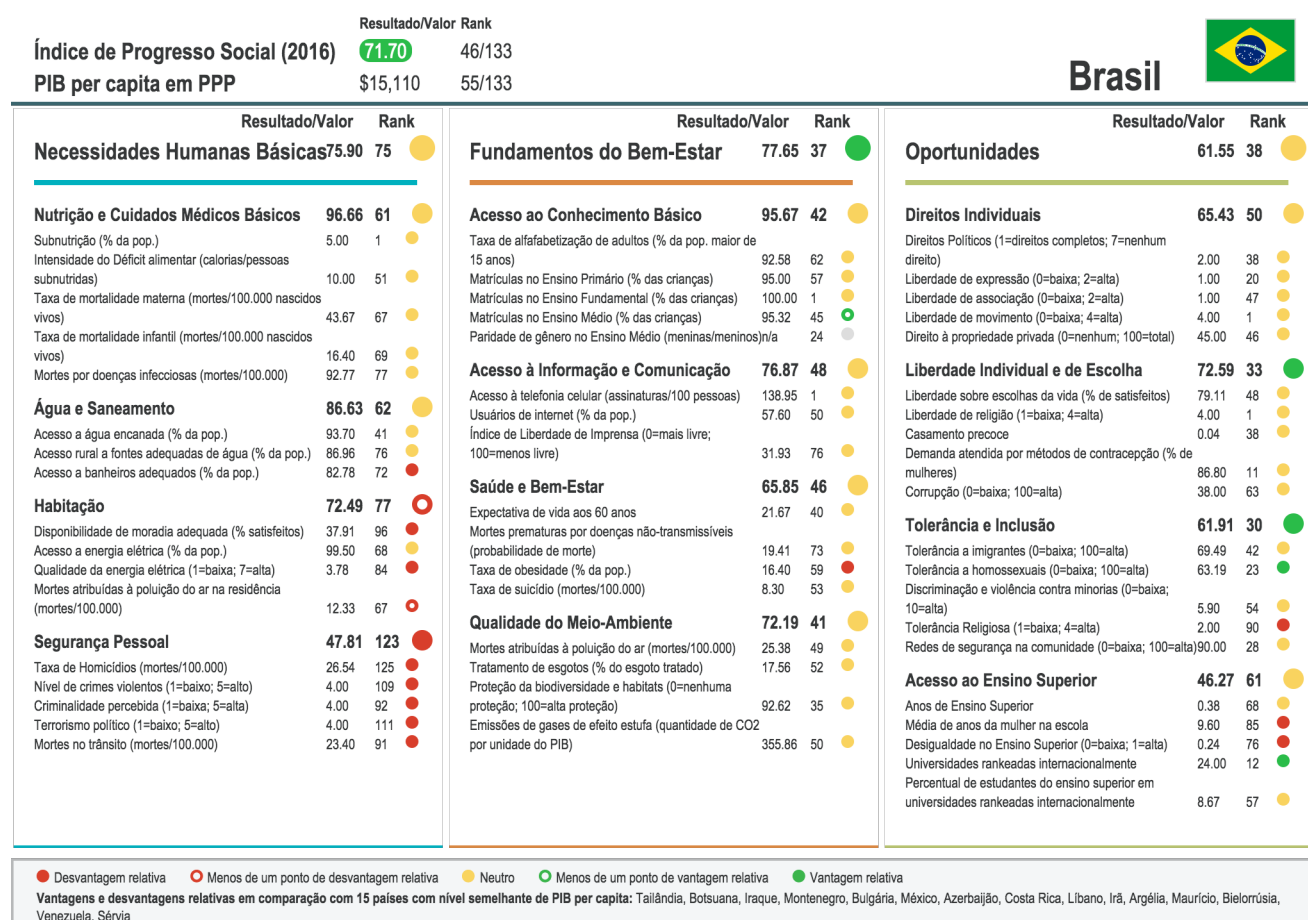 Resultado/Valor Rank
Índice de Progresso Social (2016) 71.70 46/133
PIB per capita em PPP $15,110 55/133
Brasil
Resultado/Valor Rank
Necessidades Humanas Básicas 75.90 75
Nutrição e Cuidados Médicos Básicos 96.66 61
Subnutrição (% da pop.) 5.00 1
Intensidade do Déficit alimentar (calorias/pessoas
subnutridas) 10.00 51
Taxa de mortalidade materna (mortes/100.000 nascidos
vivos) 43.67 67
Taxa de mortalidade infantil (mortes/100.000 nascidos
vivos) 16.40 69
Mortes por doenças infecciosas (mortes/100.000) 92.77 77
Água e Saneamento 86.63 62
Acesso a água encanada (% da pop.) 93.70 41
Acesso rural a fontes adequadas de água (% da pop.) 86.96 76
Acesso a banheiros adequados (% da pop.) 82.78 72
Habitação 72.49 77
Disponibilidade de moradia adequada (% satisfeitos) 37.91 96
Acesso a energia elétrica (% da pop.) 99.50 68
Qualidade da energia elétrica (1=baixa; 7=alta) 3.78 84
Mortes atribuídas à poluição do ar na residência
(mortes/100.000) 12.33 67
Segurança Pessoal 47.81 123
Taxa de Homicídios (mortes/100.000) 26.54 125
Nível de crimes violentos (1=baixo; 5=alto) 4.00 109
Criminalidade percebida (1=baixa; 5=alta) 4.00 92
Terrorismo político (1=baixo; 5=alto) 4.00 111
Mortes no trânsito (mortes/100.000) 23.40 91
Resultado/Valor Rank
Fundamentos do Bem-Estar 77.65 37
Acesso ao Conhecimento Básico 95.67 42
Taxa de alfafabetização de adultos (% da pop. maior de
15 anos) 92.58 62
Matrículas no Ensino Primário (% das crianças) 95.00 57
Matrículas no Ensino Fundamental (% das crianças) 100.00 1
Matrículas no Ensino Médio (% das crianças) 95.32 45
Paridade de gênero no Ensino Médio (meninas/meninos)n/a 24
Acesso à Informação e Comunicação 76.87 48
Acesso à telefonia celular (assinaturas/100 pessoas) 138.95 1
Usuários de internet (% da pop.) 57.60 50
Índice de Liberdade de Imprensa (0=mais livre;
100=menos livre) 31.93 76
Saúde e Bem-Estar 65.85 46
Expectativa de vida aos 60 anos 21.67 40
Mortes prematuras por doenças não-transmissíveis
(probabilidade de morte) 19.41 73
Taxa de obesidade (% da pop.) 16.40 59
Taxa de suicídio (mortes/100.000) 8.30 53
Qualidade do Meio-Ambiente 72.19 41
Mortes atribuídas à poluição do ar (mortes/100.000) 25.38 49
Tratamento de esgotos (% do esgoto tratado) 17.56 52
Proteção da biodiversidade e habitats (0=nenhuma
proteção; 100=alta proteção) 92.62 35
Emissões de gases de efeito estufa (quantidade de CO2
por unidade do PIB) 355.86 50
Resultado/Valor Rank
Oportunidades 61.55 38
Direitos Individuais 65.43 50
Direitos Políticos (1=direitos completos; 7=nenhum
direito) 2.00 38
Liberdade de expressão (0=baixa; 2=alta) 1.00 20
Liberdade de associação (0=baixa; 2=alta) 1.00 47
Liberdade de movimento (0=baixa; 4=alta) 4.00 1
Direito à propriedade privada (0=nenhum; 100=total) 45.00 46
Liberdade Individual e de Escolha 72.59 33
Liberdade sobre escolhas da vida (% de satisfeitos) 79.11 48
Liberdade de religião (1=baixa; 4=alta) 4.00 1
Casamento precoce 0.04 38
Demanda atendida por métodos de contracepção (% de
mulheres) 86.80 11
Corrupção (0=baixa; 100=alta) 38.00 63
Tolerância e Inclusão 61.91 30
Tolerância a imigrantes (0=baixa; 100=alta) 69.49 42
Tolerância a homossexuais (0=baixa; 100=alta) 63.19 23
Discriminação e violência contra minorias (0=baixa;
10=alta) 5.90 54
Tolerância Religiosa (1=baixa; 4=alta) 2.00 90
Redes de segurança na comunidade (0=baixa; 100=alta)90.00 28
Acesso ao Ensino Superior 46.27 61
Anos de Ensino Superior 0.38 68
Média de anos da mulher na escola 9.60 85
Desigualdade no Ensino Superior (0=baixa; 1=alta) 0.24 76
Universidades rankeadas internacionalmente 24.00 12
Percentual de estudantes do ensino superior em
universidades rankeadas internacionalmente 8.67 57
Desvantagem relativa Menos de um ponto de desvantagem relativa Neutro Menos de um ponto de vantagem relativa Vantagem relativa
Vantagens e desvantagens relativas em comparação com 15 países com nível semelhante de PIB per capita: Tailândia, Botsuana, Iraque, Montenegro, Bulgária, México, Azerbaijão, Costa Rica, Líbano, Irã, Argélia, Maurício, Bielorrúsia,
Venezuela, Sérvia